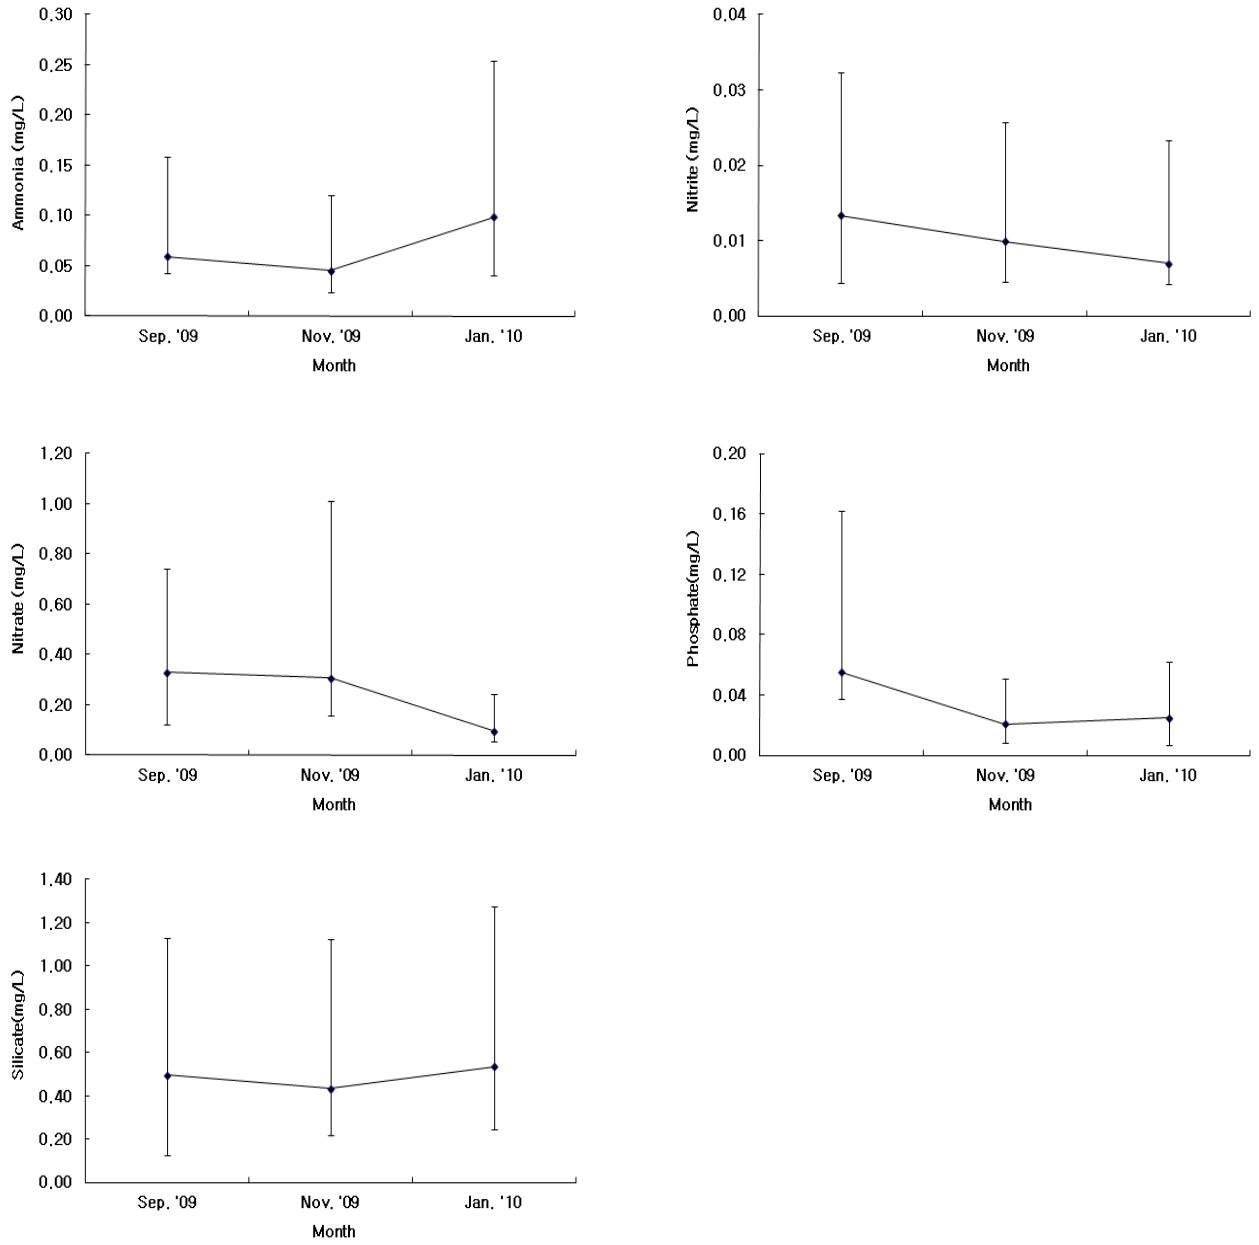 Ammonia (mg/L)
0.30
0.25
0.20
0.15
0.10
0.05
0.00
Sep. '09 Nov. '09 Jan. '10
Month
Nitrite (mg/L)
0.04
0.03
0.02
0.01
0.00
Sep. '09 Nov. '09 Jan. '10
Month
Nitrate (mg/L)
1.20
1.00
0.80
0.60
0.40
0.20
0.00
Sep. '09 Nov. '09 Jan. '10
Month
Phosphate(mg/L)
0.20
0.16
0.12
0.08
0.04
0.00
Sep. '09 Nov. '09 Jan. '10
Month
Silicate(mg/L)
1.40
1.20
1.00
0.80
0.60
0.40
0.20
0.00
Sep. '09 Nov. '09 Jan. '10
Month